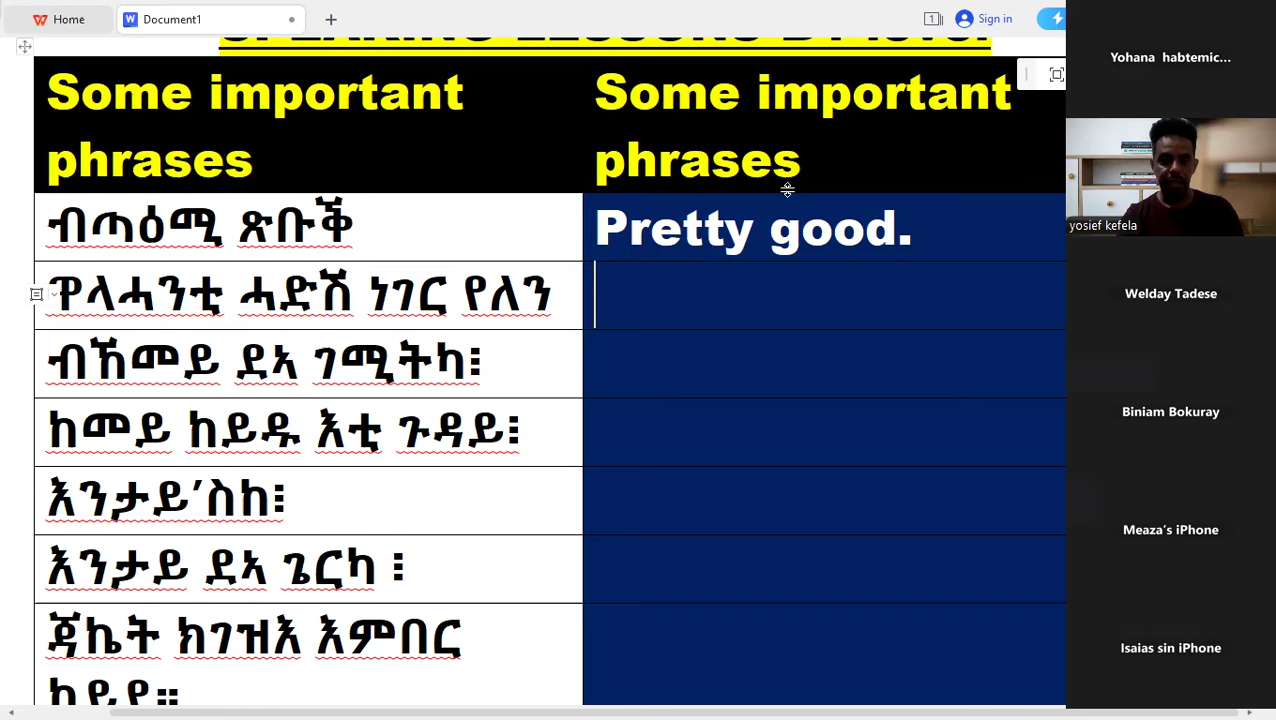 Home
Document1
Sign in
Some important
phrases
Some important
phrases
ብጣዕሚ ጽቡቕ
Pretty good.
ዋላሓንቲ ሓድሽ ነገር የለን
ብኸመይ ደኣ ገሚትካ፧
ከመይ ከይዱ እቲ ጉዳይ፧
እንታይ'ስከ፧
እንታይ ደኣ ጌርካ ፧
ጃኬት ክገዝእ እምበር
Yohana habtemic...
yosief kefela
Welday Tadese
Biniam Bokuray
Meaza's iPhone
Isaias sin iPhone